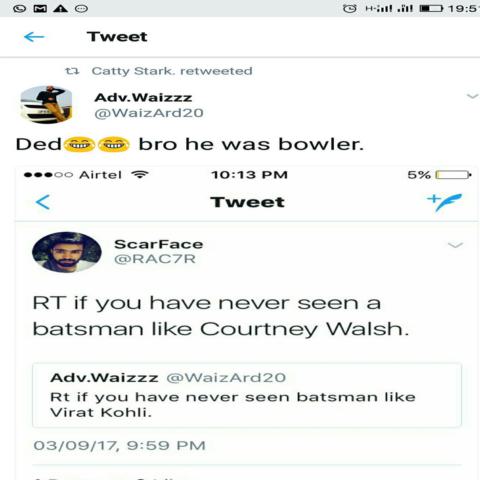 H 19:51
Tweet
Catty Stark. retweeted
Adv.Waizzz
@WaizArd20
Ded😂😂 bro he was bowler.
Airtel 10:13 PM 5%
Tweet
ScarFace
@RAC7R
RT if you have never seen a
batsman like Courtney Walsh.
Adv.Waizzz @WaizArd20
Rt if you have never seen batsman like
Virat Kohli.
03/09/17, 9:59 PM